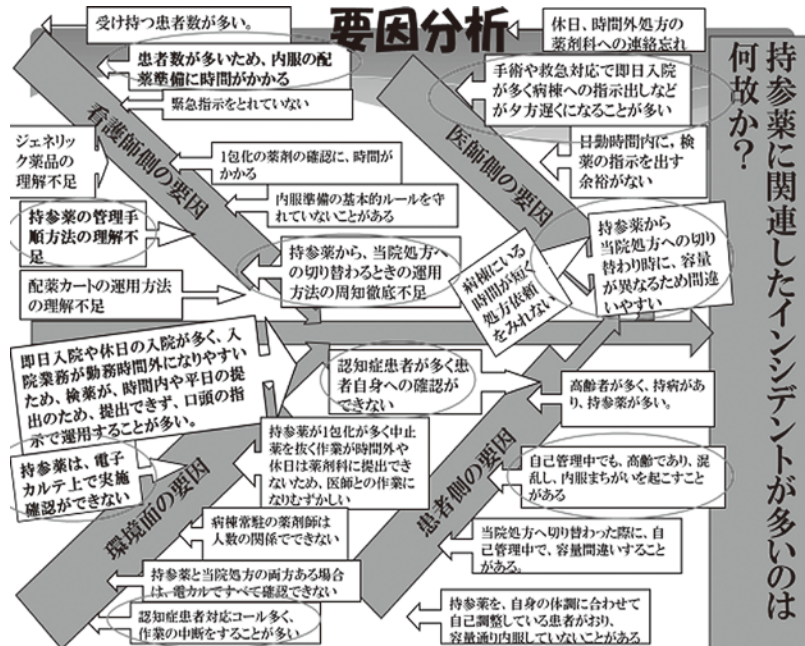 要因分析
持参薬に関連したインシデントが多いのは
何故か？
受け持つ患者数が多い。
患者数が多いため、内服の配
薬準備に時間がかかる
緊急指示をとれていない
看護師側の要因
ジェネリッ
ク薬品の
理解不足
1包化の薬剤の確認に、時間が
かかる
内服準備の基本的ルールを守
れていないことがある
持参薬の管理手
順方法の理解不
足
持参薬から、当院処方へ
の切り替わるときの運用
方法の周知徹底不足
配薬カートの運用方法
の理解不足
休日、時間外処方の
薬剤科への連絡忘れ
手術や救急対応で即日入院
が多く病棟への指示出しなど
が夕方遅くになることが多い
医師側の要因
日勤時間内に、検
薬の指示を出す
余裕がない
持参薬から
当院処方への切り
替わり時に、容量
が異なるため間違
いやすい
病棟にいる
時間が短く
処方依頼
をみれない
即日入院や休日の入院が多く、入
院業務が勤務時間外になりやすい
ため、検薬が、時間内や平日の提
出のため、提出できず、口頭の指
示で運用することが多い。
持参薬は、電子
カルテ上で実施
確認ができない
環境面の要因
持参薬が1包化が多く中止
薬を抜く作業が時間外や
休日は薬剤科に提出でき
ないため、医師との作業に
なりむずかしい
病棟常駐の薬剤師は
人数の関係でできない
持参薬と当院処方の両方ある場合
は、電カルですべて確認できない
認知症患者対応コール多く、
作業の中断をすることが多い
認知症患者が多く患
者自身への確認が
できない
高齢者が多く、持病があ
り、持参薬が多い。
患者側の要因
自己管理中でも、高齢であり、混
乱し、内服まちがいを起こすこと
がある
当院処方へ切り替わった際に、自
己管理中で、容量間違いすること
がある。
持参薬を、自身の体調に合わせて
自己調整している患者がおり、
容量通り内服していないことがある